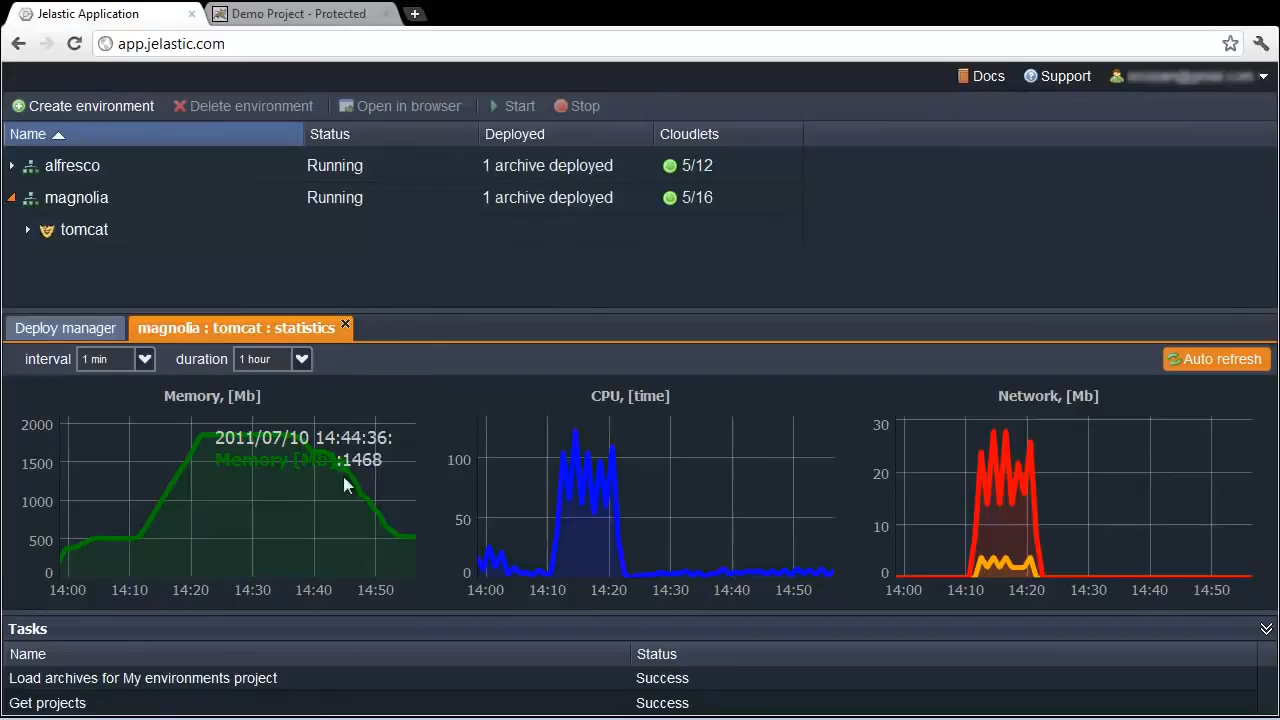 Jelastic Application
Demo Project - Protected
app.jelastic.com
Docs Support
Create environment Delete environment Open in browser Start Stop
Name Status Deployed Cloudlets
alfresco Running 1 archive deployed 5/12
magnolia Running 1 archive deployed 5/16
tomcat
Deploy manager magnolia : tomcat : statistics
interval 1 min duration 1 hour Auto refresh
Memory, [Mb]
2000
1500
1000
500
0
14:00 14:10 14:20 14:30 14:40 14:50
2011/07/10 14:44:36:
Memory [Mb]:1468
CPU, [time]
100
50
0
14:00 14:10 14:20 14:30 14:40 14:50
Network, [Mb]
30
20
10
0
14:00 14:10 14:20 14:30 14:40 14:50
Tasks
Name Status
Load archives for My environments project Success
Get projects Success